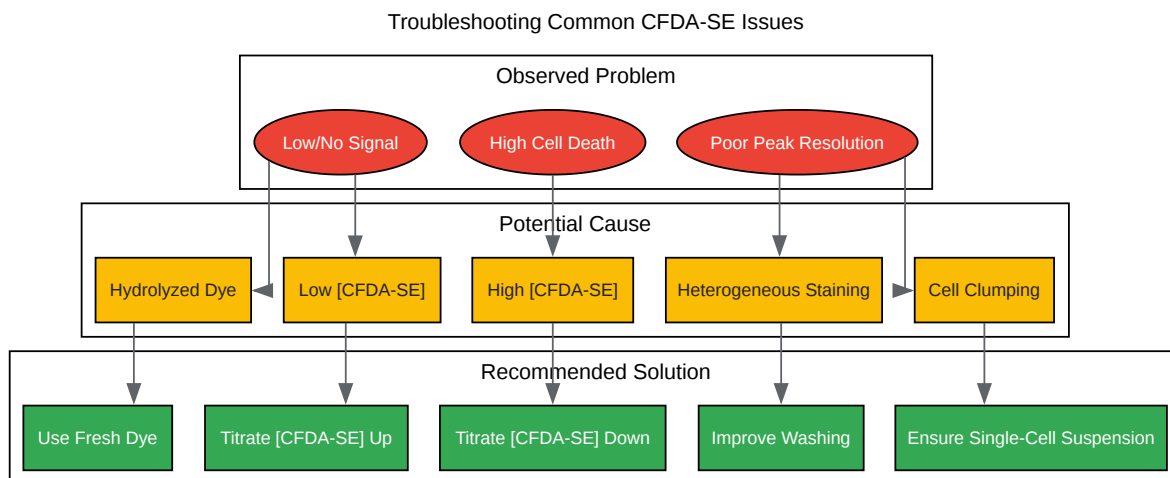 Troubleshooting Common CFDA-SE Issues
Observed Problem
Low/No Signal
High Cell Death
Poor Peak Resolution
Potential Cause
Hydrolyzed Dye
Low [CFDA-SE]
High [CFDA-SE]
Heterogeneous Staining
Cell Clumping
Recommended Solution
Use Fresh Dye
Titrate [CFDA-SE] Up
Titrate [CFDA-SE] Down
Improve Washing
Ensure Single-Cell Suspension